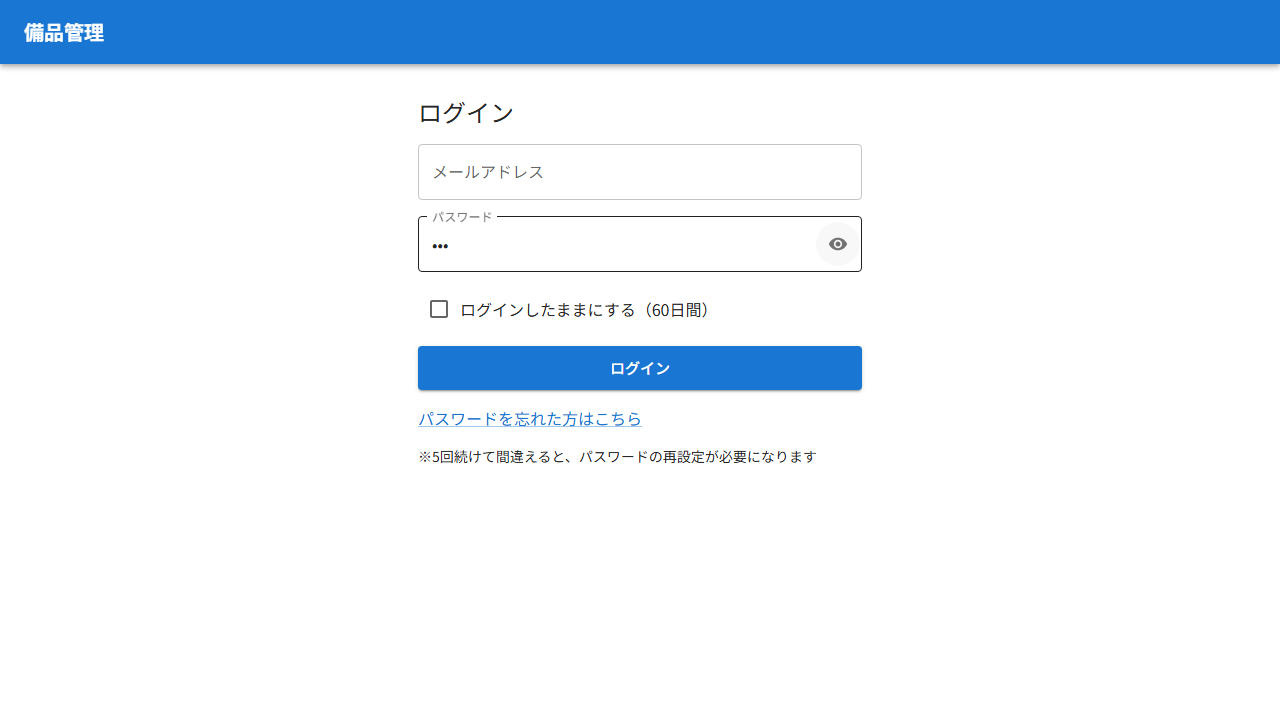 備品管理
ログイン
メールアドレス
パスワード
•••
ログインしたままにする（60日間）
ログイン
パスワードを忘れた方はこちら
※5回続けて間違えると、パスワードの再設定が必要になります